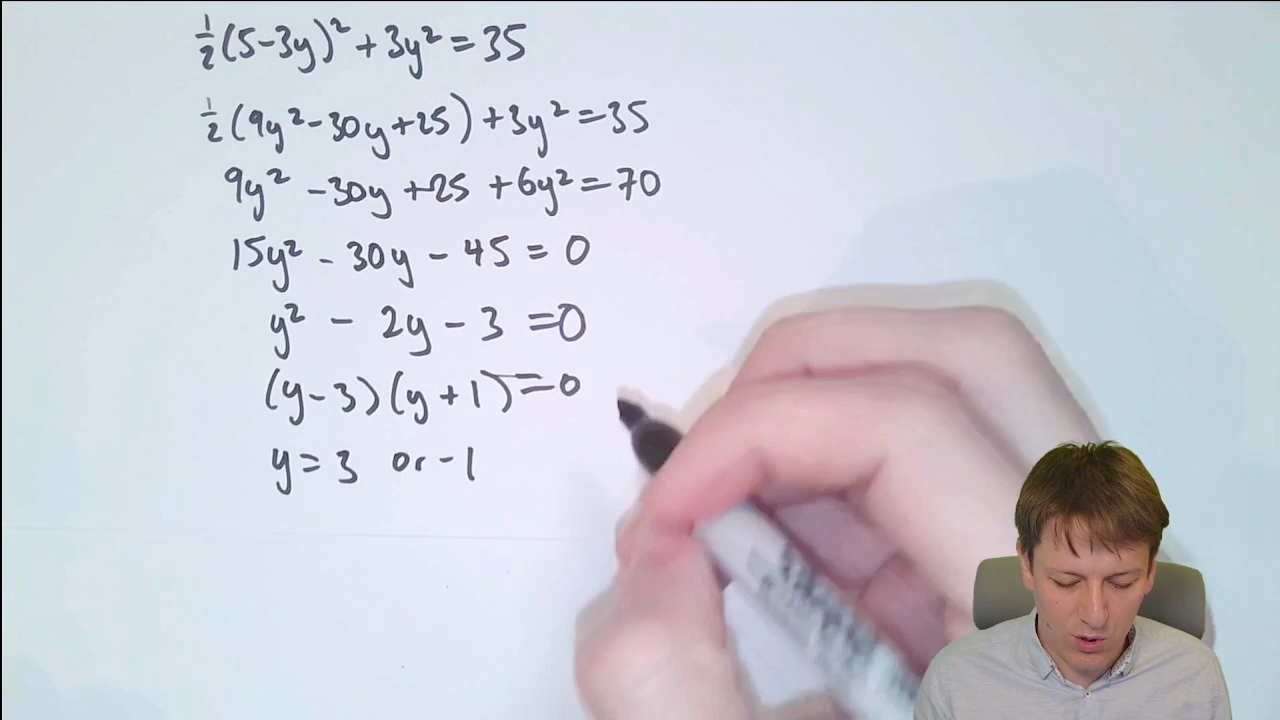 ½(5-3y)²+3y²=35
½(9y²-30y+25)+3y²=35
9y²-30y+25+6y²=70
15y²-30y-45=0
y²-2y-3=0
(y-3)(y+1)=0
y=3 or -1